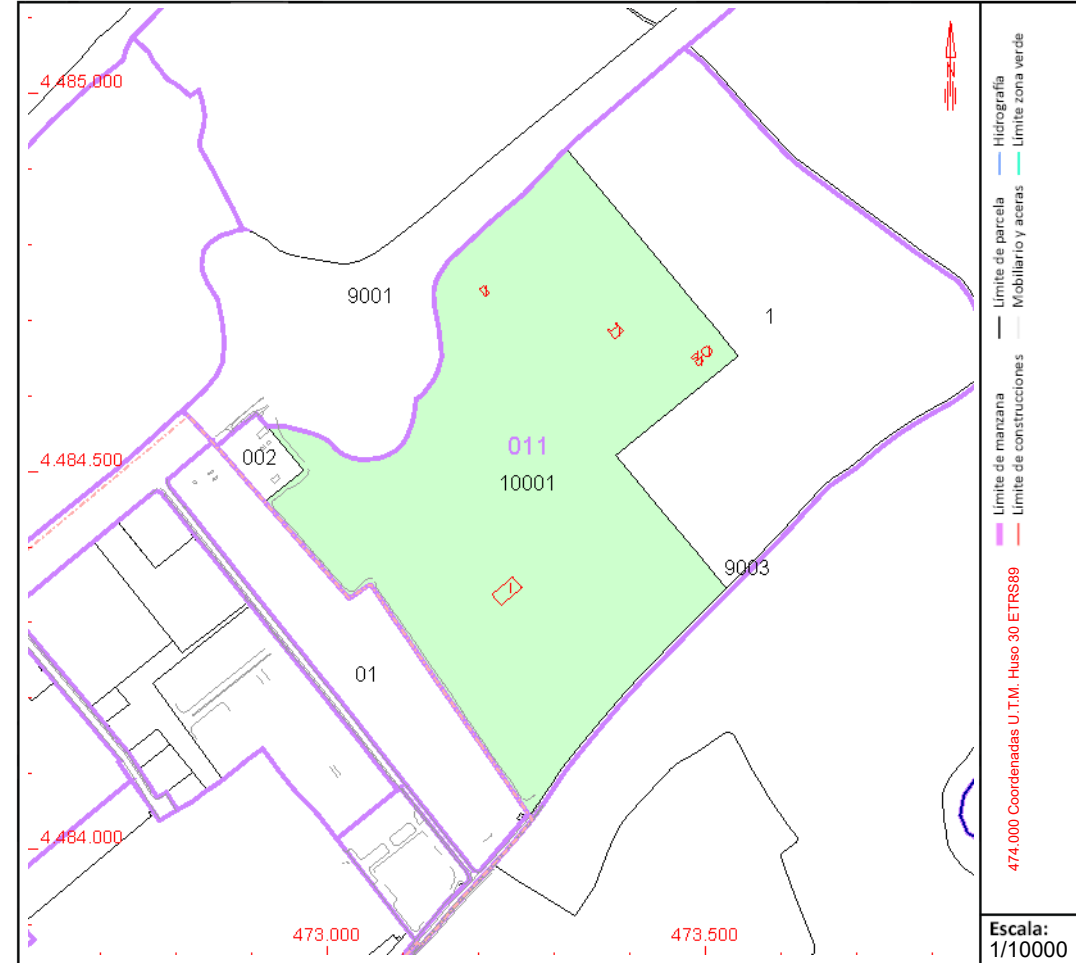 4.485.000
9001
1
4.484.500
002
011
10001
9003
01
4.484.000
473.000
473.500
N
Límite de manzana
Límite de parcela
Hidrografía
Límite de construcciones
Mobiliario y aceras
Límite zona verde
474.000 Coordenadas U.T.M. Huso 30 ETRS89
Escala:
1/10000